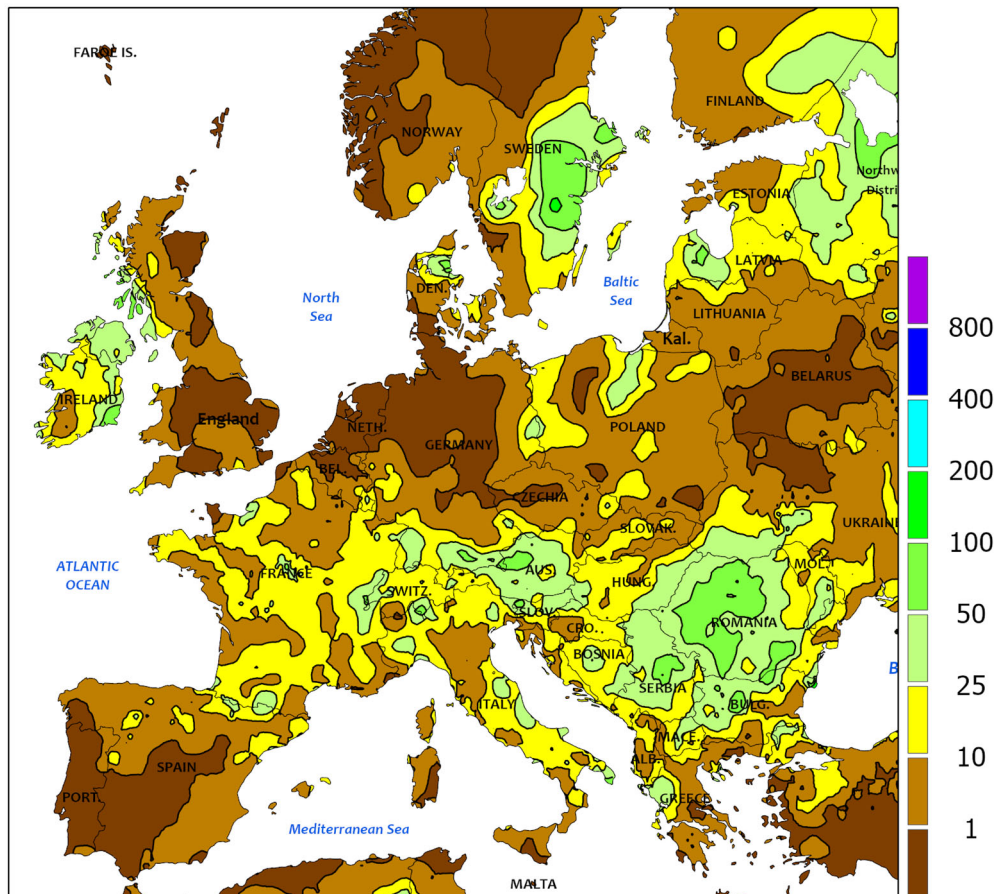 FAROE IS.
FINLAND
NORWAY
SWEDEN
Northw
Distri
ESTONIA
LATVIA
DEN.
North
Sea
Baltic
Sea
LITHUANIA
Kal.
BELARUS
IRELAND
England
NETH.
GERMANY
POLAND
BEL.
CZECHIA
UKRAINE
SLOVAK.
ATLANTIC
OCEAN
FRANCE
AUS.
MOL.
SWITZ.
HUNG.
SLOV.
ROMANIA
CRO.
BOSNIA
B
SERBIA
ITALY
BULG.
MACE.
SPAIN
ALB.
PORT.
GREECE
Mediterranean Sea
MALTA
800
400
200
100
50
25
10
1